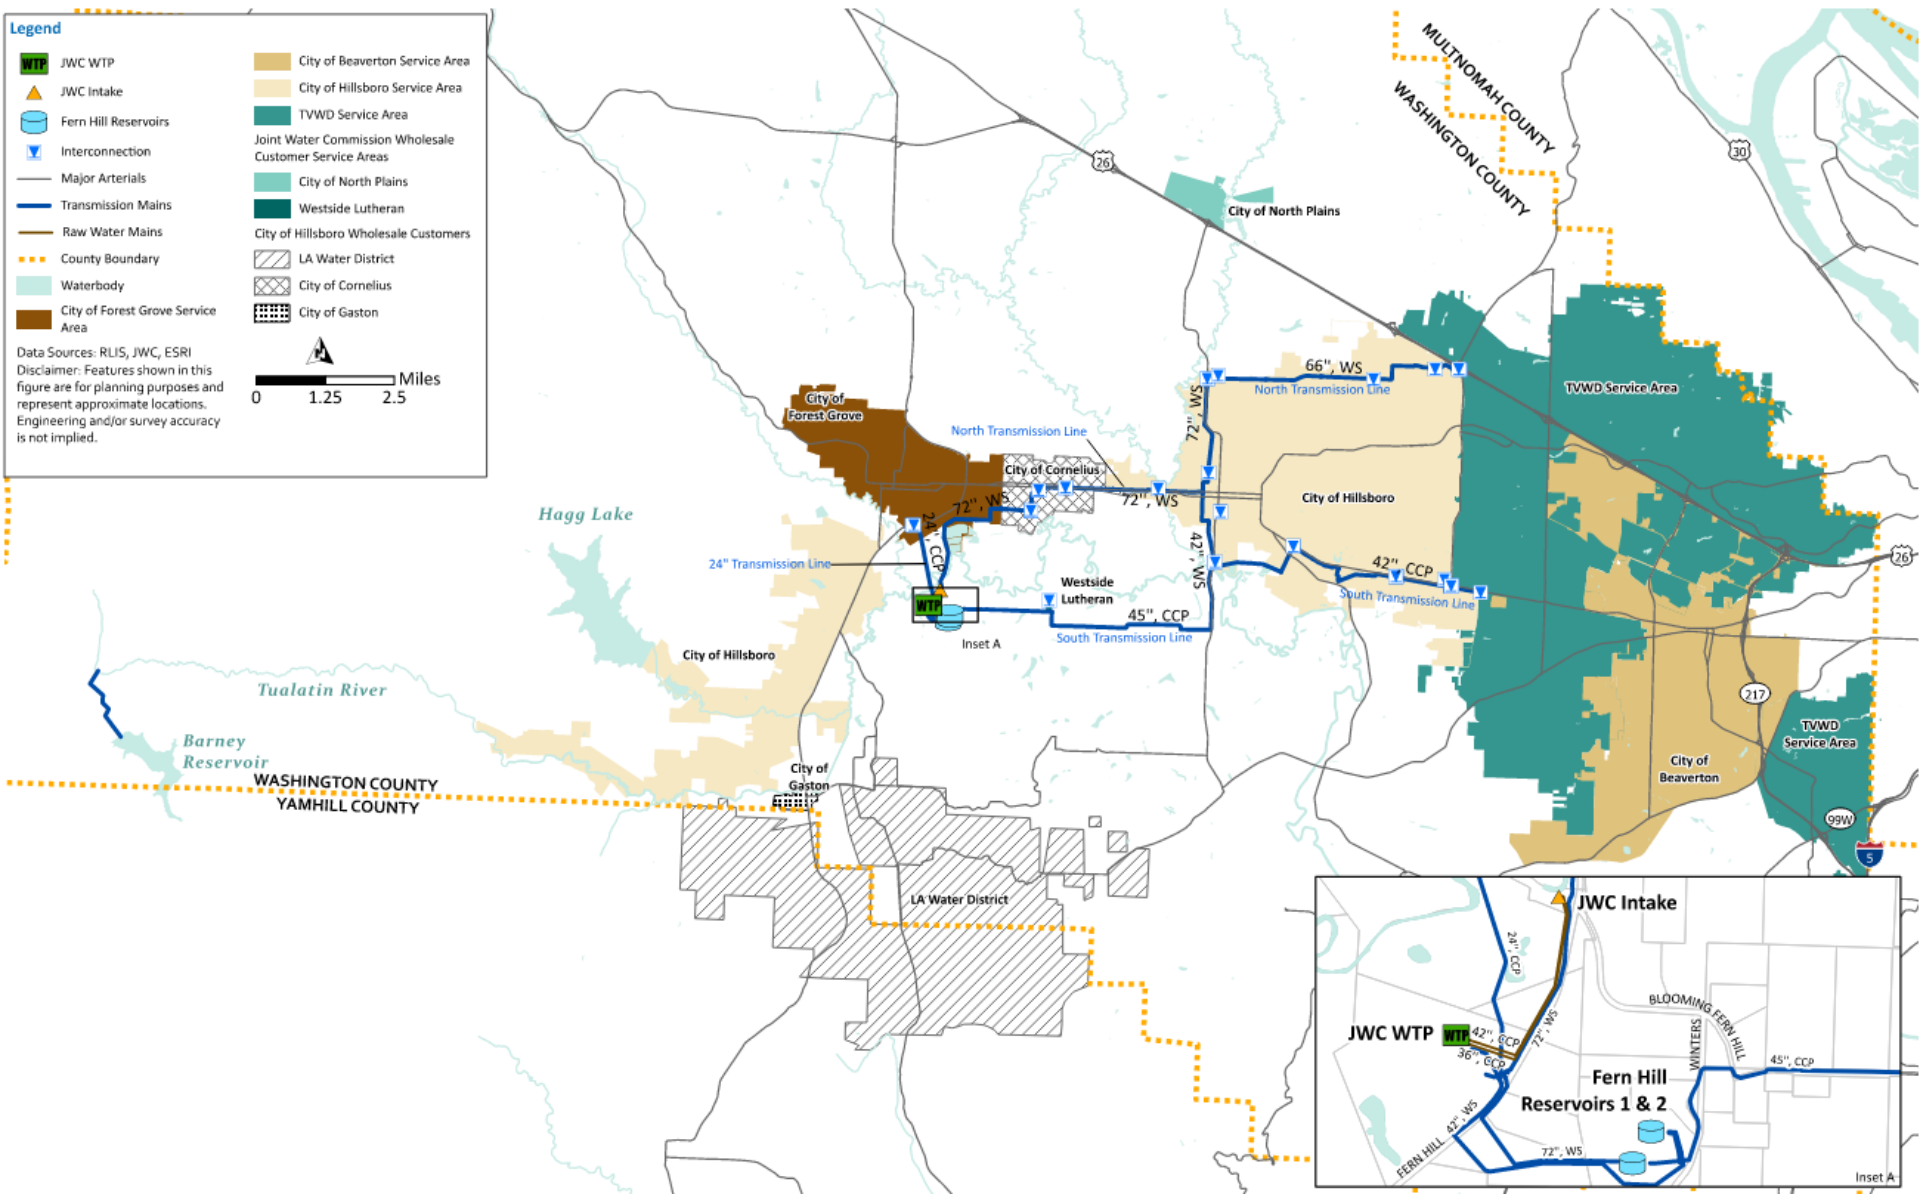 Legend
WTP
JWC WTP
JWC Intake
Fern Hill Reservoirs
Interconnection
Major Arterials
Transmission Mains
Raw Water Mains
County Boundary
Waterbody
City of Forest Grove Service
Area
City of Beaverton Service Area
City of Hillsboro Service Area
TVWD Service Area
Joint Water Commission Wholesale
Customer Service Areas
City of North Plains
Westside Lutheran
City of Hillsboro Wholesale Customers
LA Water District
City of Cornelius
City of Gaston
Data Sources: RLIS, JWC, ESRI
Disclaimer: Features shown in this
figure are for planning purposes and
represent approximate locations.
Engineering and/or survey accuracy
is not implied.
Miles
0 1.25 2.5
MULTNOMAH COUNTY
WASHINGTON COUNTY
26
30
City of North Plains
66", WS
North Transmission Line
TVWD Service Area
City of
Forest Grove
72", WS
North Transmission Line
City of Cornelius
72", WS
72", WS
City of Hillsboro
Hagg Lake
24", CCP
24" Transmission Line
42", WS
42", CCP
South Transmission Line
26
Westside
Lutheran
WTP
45", CCP
South Transmission Line
Inset A
City of Hillsboro
Tualatin River
217
TVWD
Service Area
Barney
Reservoir
City of
Beaverton
City of
Gaston
WASHINGTON COUNTY
YAMHILL COUNTY
99W
5
LA Water District
JWC Intake
24", CCP
BLOOMING FERN HILL
72", WS
JWC WTP
WTP
42", CCP
36", CCP
WINTERS
45", CCP
Fern Hill
Reservoirs 1 & 2
42", WS
FERN HILL
72", WS
Inset A